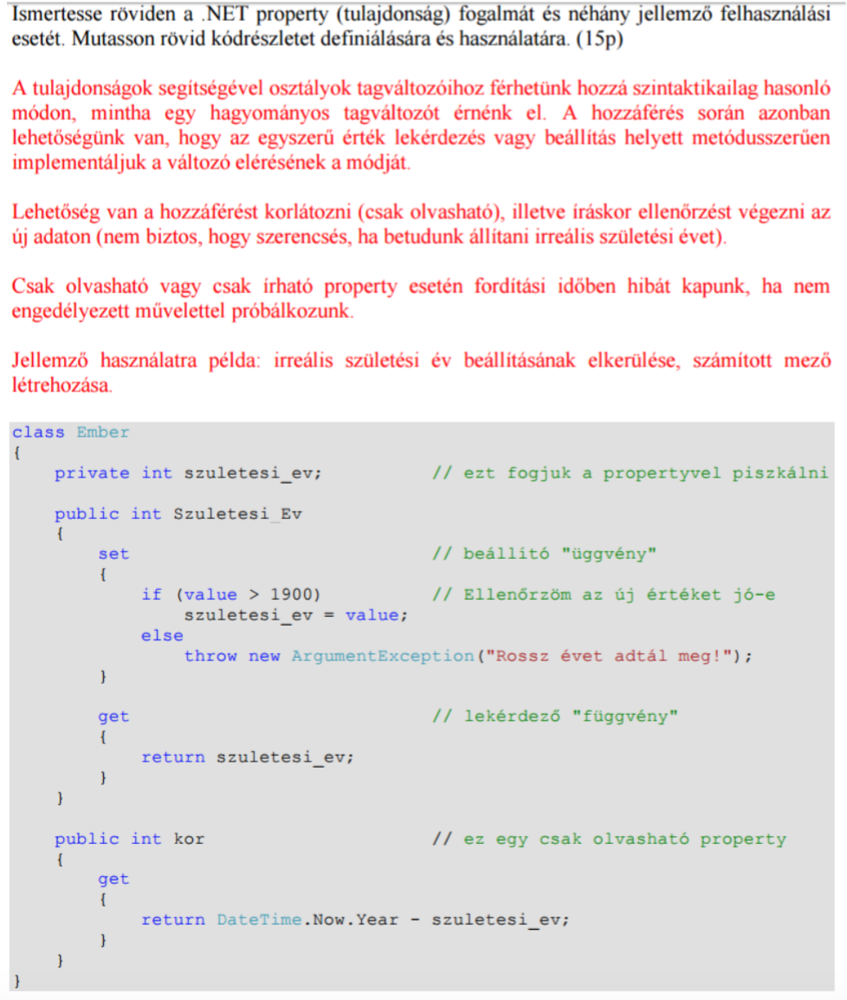 Ismertesse röviden a .NET property (tulajdonság) fogalmát és néhány jellemző felhasználási
esetét. Mutasson rövid kódrészletet definiálására és használatára. (15p)
A tulajdonságok segítségével osztályok tagváltozóihoz férhetünk hozzá szintaktikailag hasonló
módon, mintha egy hagyományos tagváltozót érnénk el. A hozzáférés során azonban
lehetőségünk van, hogy az egyszerű érték lekérdezés vagy beállítás helyett metódusszerűen
implementáljuk a változó elérésének a módját.
Lehetőség van a hozzáférést korlátozni (csak olvasható), illetve íráskor ellenőrzést végezni az
új adaton (nem biztos, hogy szerencsés, ha betudunk állítani irreális születési évet).
Csak olvasható vagy csak írható property esetén fordítási időben hibát kapunk, ha nem
engedélyezett művelettel próbálkozunk.
Jellemző használatra példa: irreális születési év beállításának elkerülése, számított mező
létrehozása.
class Ember
{
    private int szuletesi_ev;          // ezt fogjuk a propertyvel piszkálni
    public int Szuletesi_Ev
    {
        set                            // beállító "üggvény"
        {
            if (value > 1900)          // Ellenőrzöm az új értéket jó-e
                szuletesi_ev = value;
            else
                throw new ArgumentException("Rossz évet adtál meg!");
        }
        get                            // lekérdező "függvény"
        {
            return szuletesi_ev;
        }
    }
    public int kor                     // ez egy csak olvasható property
    {
        get
        {
            return DateTime.Now.Year - szuletesi_ev;
        }
    }
}